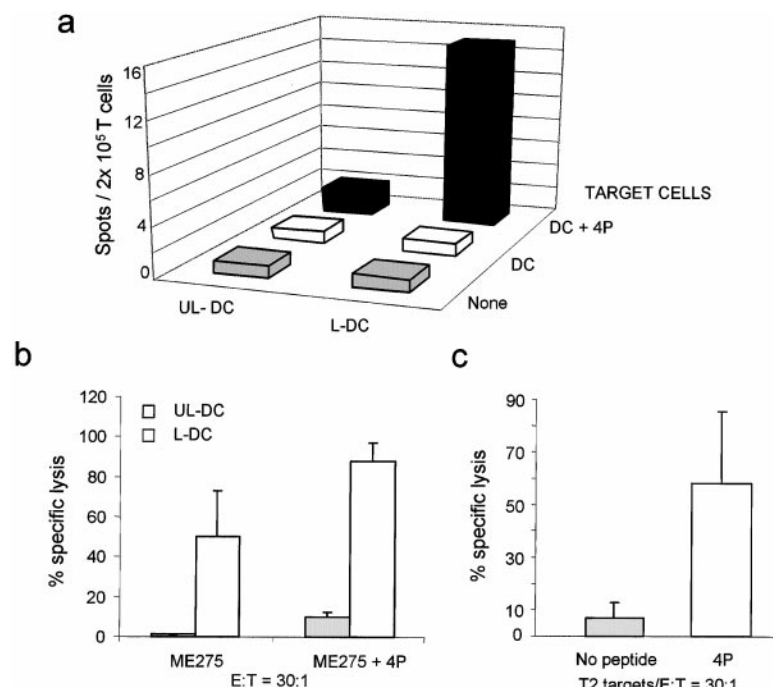 a
16
12
8
4
0
Spots / 2x 10⁵ T cells
TARGET CELLS
DC + 4P
DC
None
UL- DC
L-DC
b
120
100
80
60
40
20
0
% specific lysis
UL-DC
L-DC
ME275
ME275 + 4P
E:T = 30:1
c
90
70
50
30
10
0
% specific lysis
No peptide
4P
T2 targets/E:T = 30:1